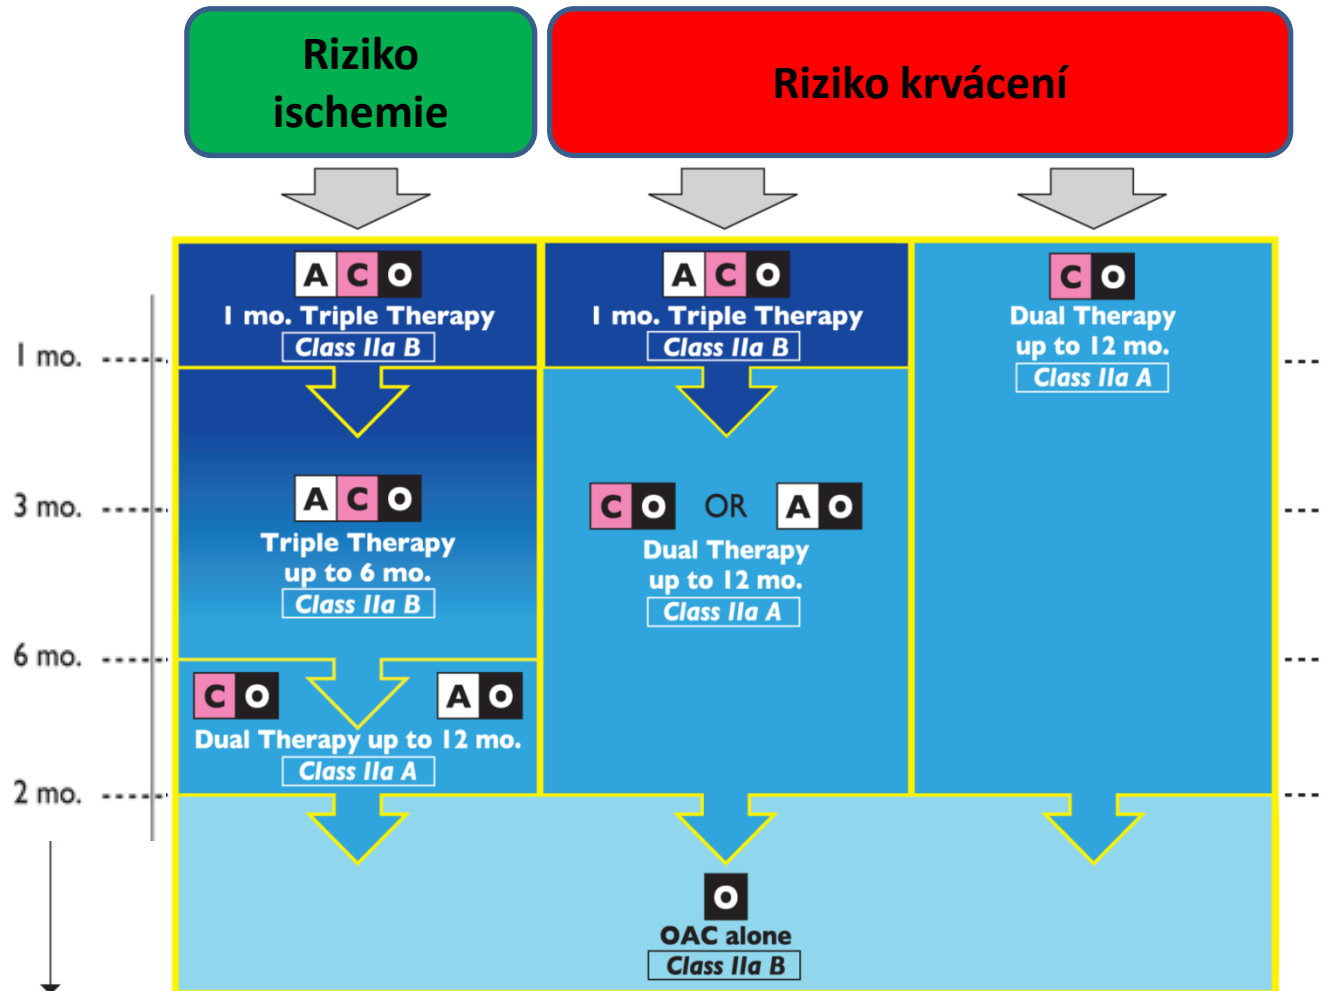 Riziko
ischemie
Riziko krvácení
A C O
1 mo. Triple Therapy
Class IIa B
A C O
1 mo. Triple Therapy
Class IIa B
C O
Dual Therapy
up to 12 mo.
Class IIa A
1 mo.
A C O
Triple Therapy
up to 6 mo.
Class IIa B
C O OR A O
Dual Therapy
up to 12 mo.
Class IIa A
3 mo.
6 mo.
C O A O
Dual Therapy up to 12 mo.
Class IIa A
2 mo.
O
OAC alone
Class IIa B